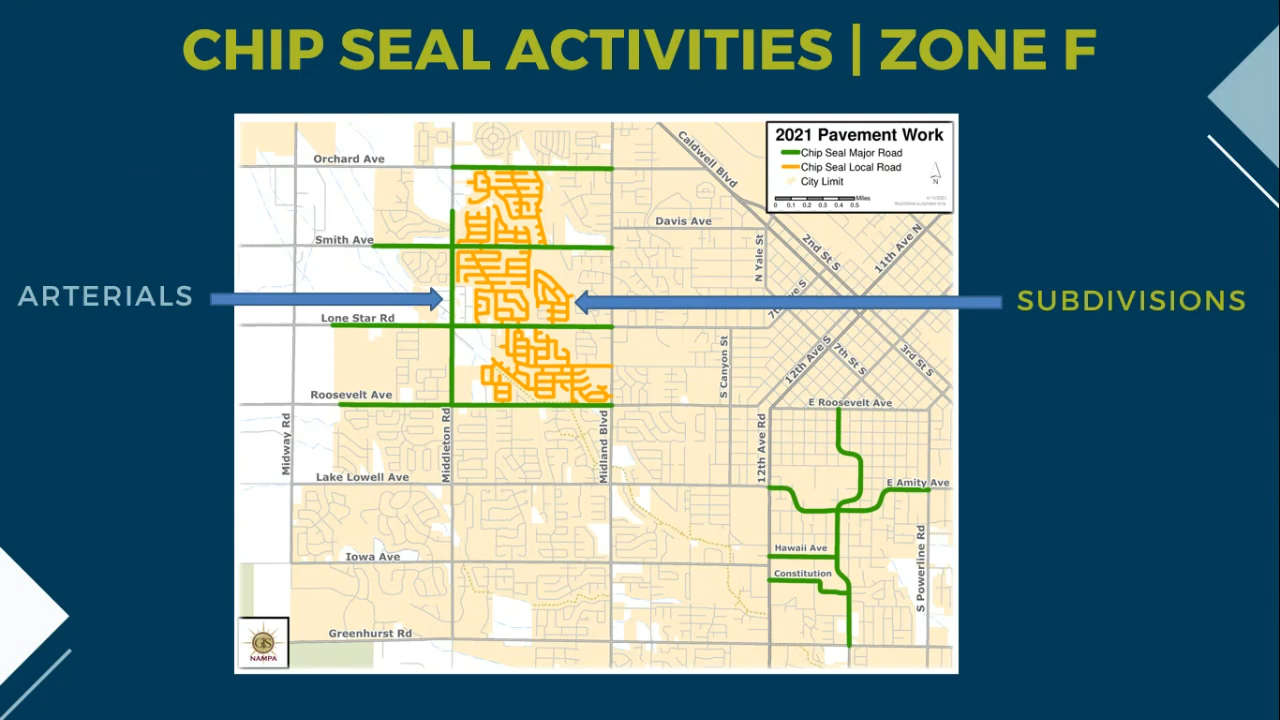 CHIP SEAL ACTIVITIES | ZONE F
2021 Pavement Work
Chip Seal Major Road
Chip Seal Local Road
City Limit
N
Miles
0 0.1 0.2 0.3 0.4 0.5
Caldwell Blvd
Orchard Ave
Davis Ave
Smith Ave
N Yale St
2nd St S
11th Ave N
ARTERIALS
SUBDIVISIONS
Lone Star Rd
S Canyon St
12th Ave S
7th St S
3rd St S
Roosevelt Ave
E Roosevelt Ave
Midway Rd
Middleton Rd
Midland Blvd
12th Ave Rd
Lake Lowell Ave
E Amity Ave
Iowa Ave
Hawaii Ave
Constitution
S Powerline Rd
Greenhurst Rd
GIS
NAMPA